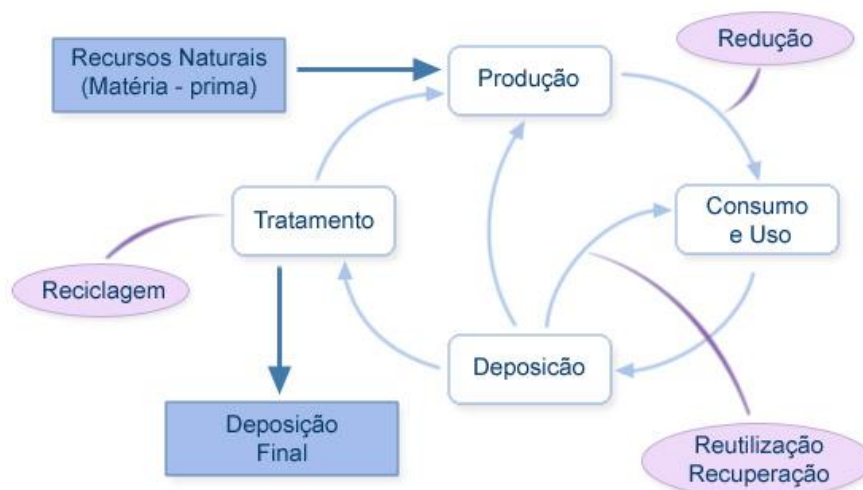 Redução
Recursos Naturais
(Matéria - prima)
Produção
Tratamento
Consumo
e Uso
Reciclagem
Deposicão
Deposição
Final
Reutilização
Recuperação